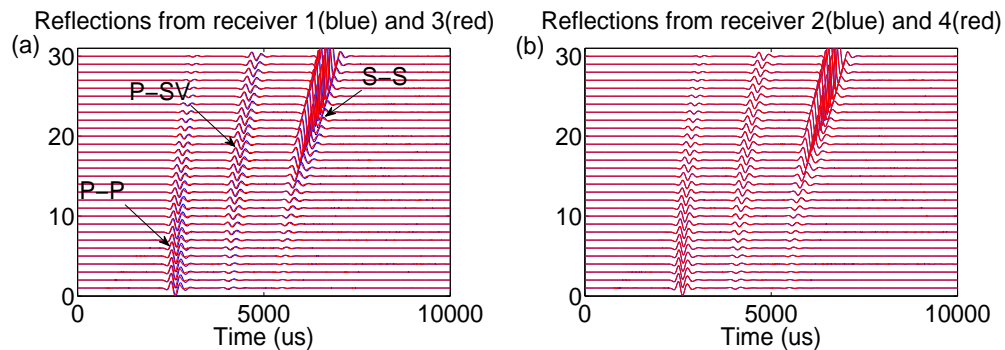 Reflections from receiver 1(blue) and 3(red)
(a)
30
20
10
0
P−SV
S−S
P−P
0
5000
10000
Time (us)
Reflections from receiver 2(blue) and 4(red)
(b)
30
20
10
0
0
5000
10000
Time (us)